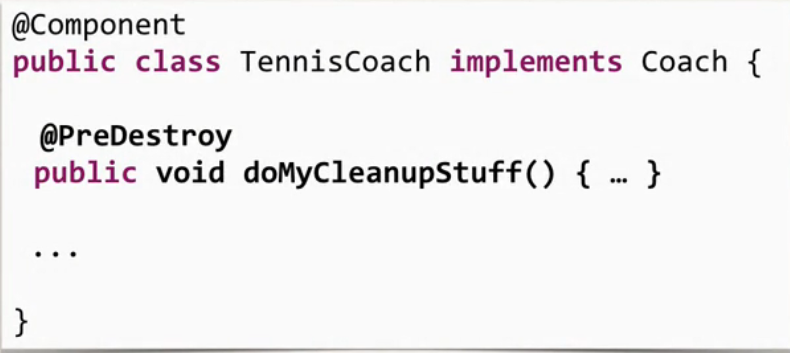 @Component
public class TennisCoach implements Coach {
@PreDestroy
public void doMyCleanupStuff() { … }
...
}